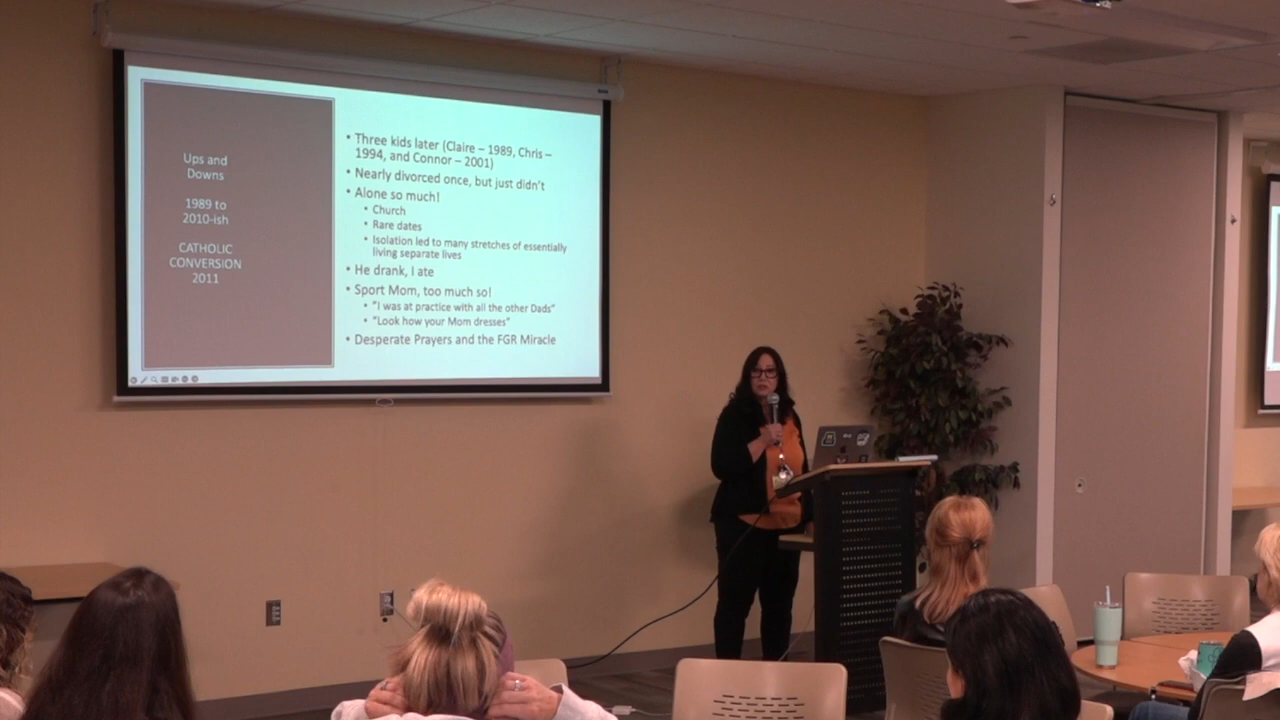 Ups and
Downs
1989 to
2010-ish
CATHOLIC
CONVERSION
2011
• Three kids later (Claire – 1989, Chris –
1994, and Connor – 2001)
• Nearly divorced once, but just didn't
• Alone so much!
• Church
• Rare dates
• Isolation led to many stretches of essentially
living separate lives
• He drank, I ate
• Sport Mom, too much so!
• "I was at practice with all the other Dads"
• "Look how your Mom dresses"
• Desperate Prayers and the FGR Miracle